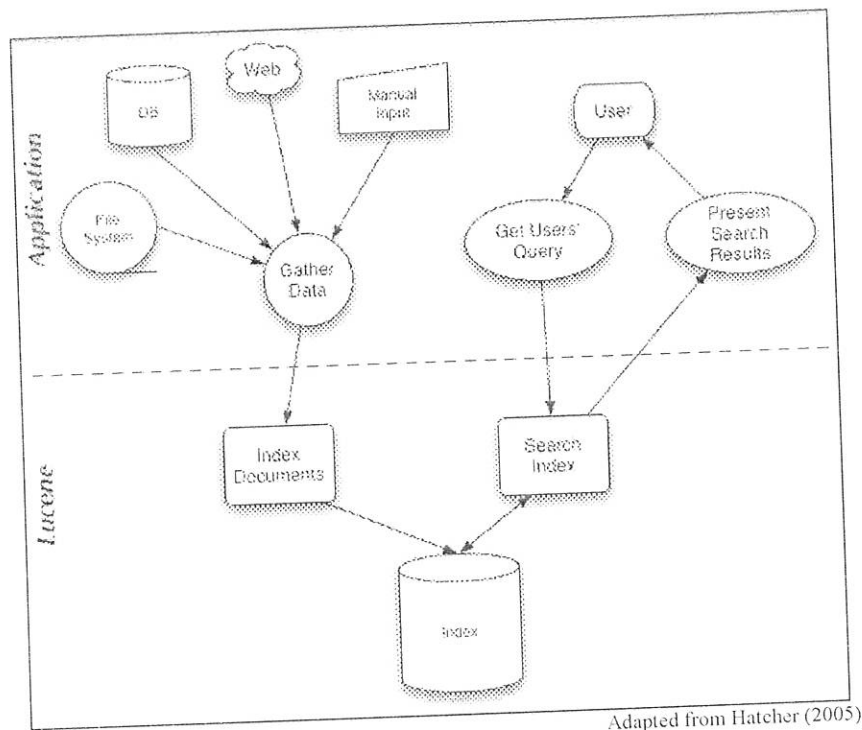 Application
DB
Web
Manual
Input
User
File
System
Gather
Data
Get Users'
Query
Present
Search
Results
Lucene
Index
Documents
Search
Index
Index
Adapted from Hatcher (2005)